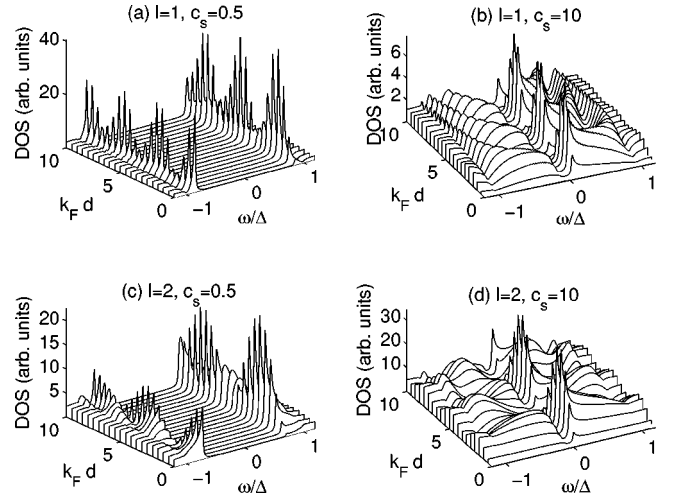 (a) l=1, c_s=0.5
DOS (arb. units)
40
20
10
5
0
k_F d
−1
0
1
ω/Δ
(b) l=1, c_s=10
DOS (arb. units)
6
4
2
10
5
0
k_F d
−1
0
1
ω/Δ
(c) l=2, c_s=0.5
DOS (arb. units)
20
15
10
5
10
5
0
k_F d
−1
0
1
ω/Δ
(d) l=2, c_s=10
DOS (arb. units)
30
20
10
10
5
0
k_F d
−1
0
1
ω/Δ